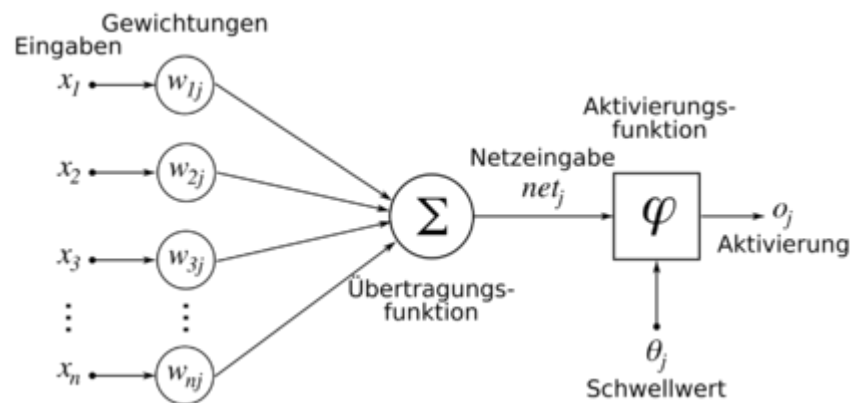 Gewichtungen
Eingaben
x1
w1j
x2
w2j
x3
w3j
xn
wnj
Σ
Übertragungs-
funktion
Netzeingabe
netj
Aktivierungs-
funktion
φ
oj
Aktivierung
θj
Schwellwert